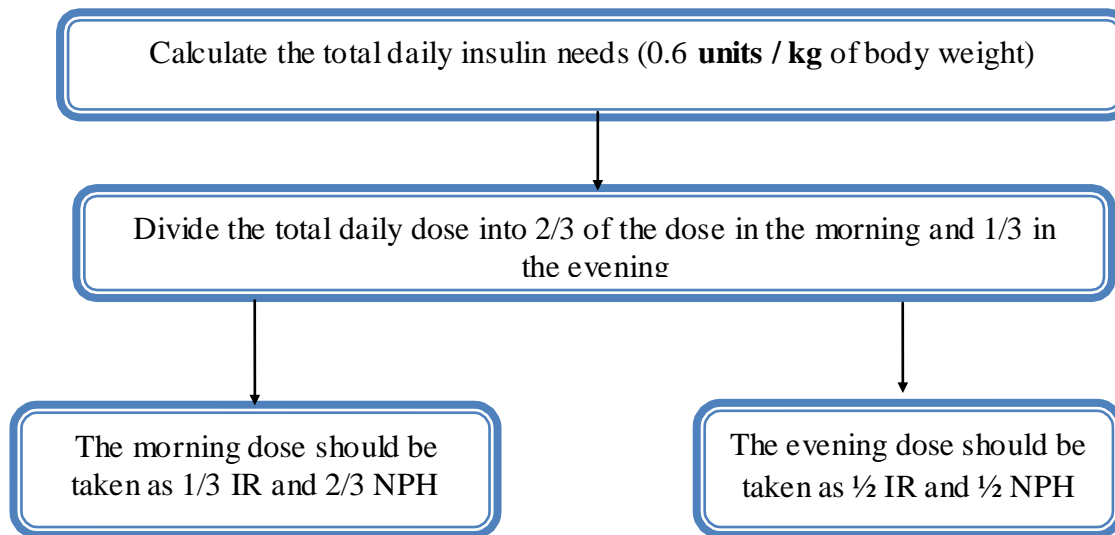 Calculate the total daily insulin needs (0.6 units / kg of body weight)
Divide the total daily dose into 2/3 of the dose in the morning and 1/3 in
the evening
The morning dose should be
taken as 1/3 IR and 2/3 NPH
The evening dose should be
taken as ½ IR and ½ NPH